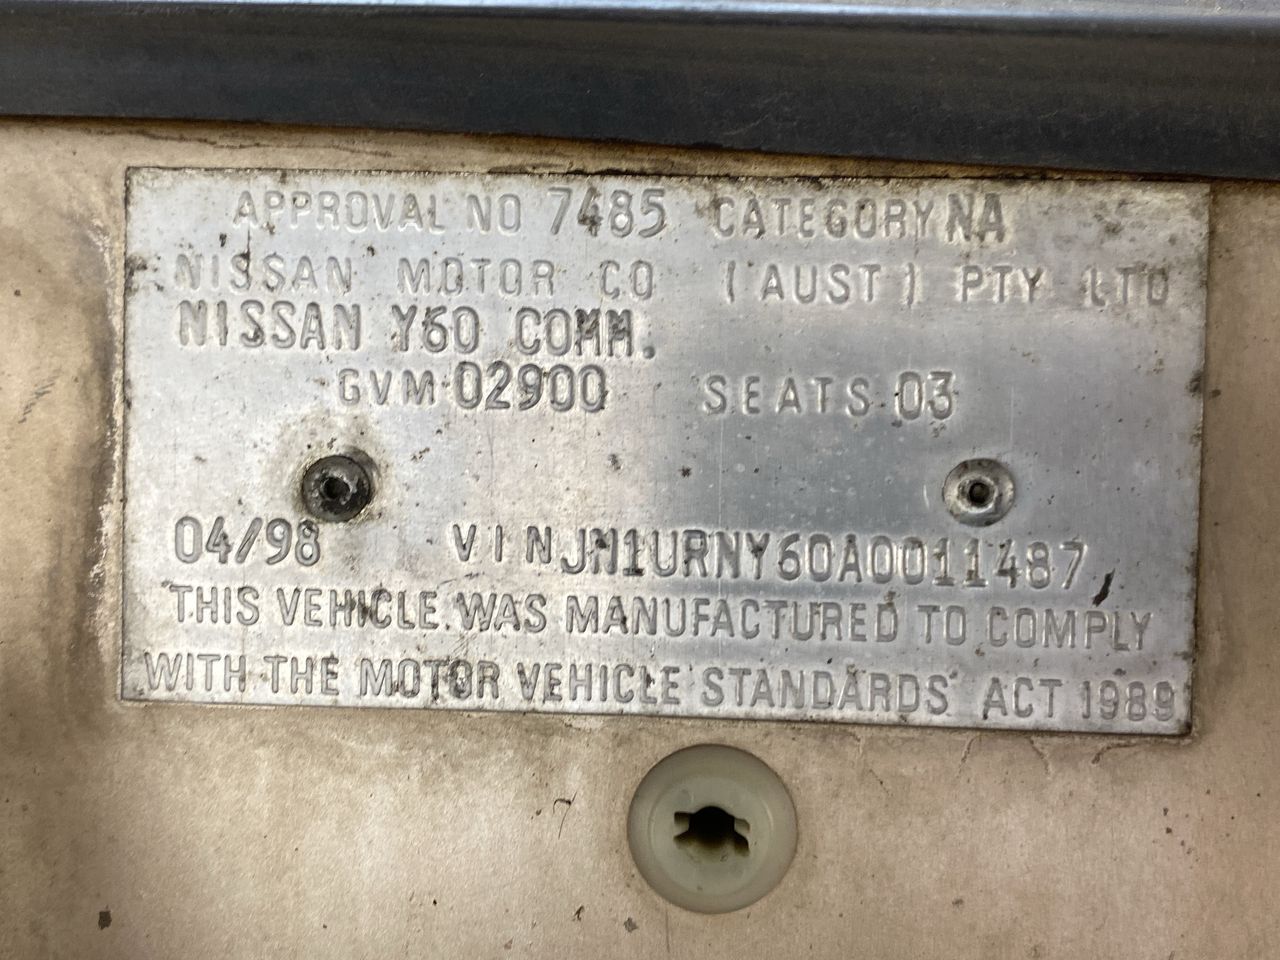 APPROVAL NO 7485 CATEGORY NA
NISSAN MOTOR CO (AUST) PTY LTD
NISSAN Y60 COMM.
GVM 02900 SEATS 03
04/98 VIN JN1URNY60A0011487
THIS VEHICLE WAS MANUFACTURED TO COMPLY
WITH THE MOTOR VEHICLE STANDARDS ACT 1989